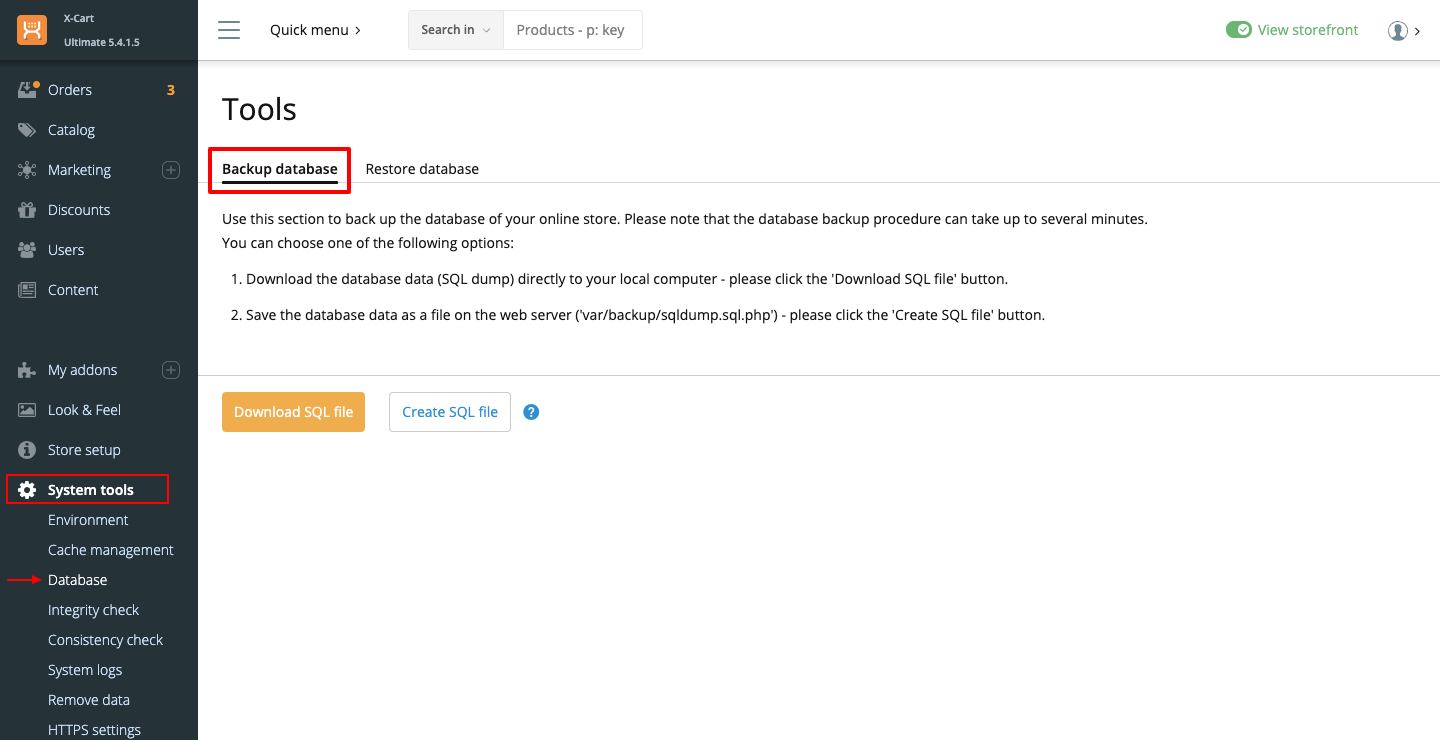 X-Cart
Ultimate 5.4.1.5
Quick menu
Search in
Products - p: key
View storefront
Orders 3
Catalog
Marketing
Discounts
Users
Content
My addons
Look & Feel
Store setup
System tools
Environment
Cache management
Database
Integrity check
Consistency check
System logs
Remove data
HTTPS settings
Tools
Backup database
Restore database
Use this section to back up the database of your online store. Please note that the database backup procedure can take up to several minutes.
You can choose one of the following options:
1. Download the database data (SQL dump) directly to your local computer - please click the 'Download SQL file' button.
2. Save the database data as a file on the web server ('var/backup/sqldump.sql.php') - please click the 'Create SQL file' button.
Download SQL file
Create SQL file
?